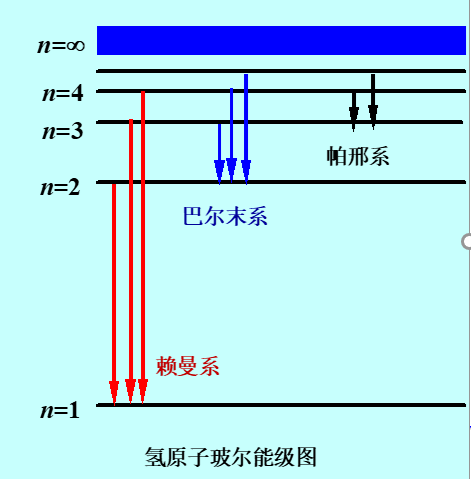 n=∞
n=4
n=3
帕邢系
n=2
巴尔末系
赖曼系
n=1
氢原子玻尔能级图